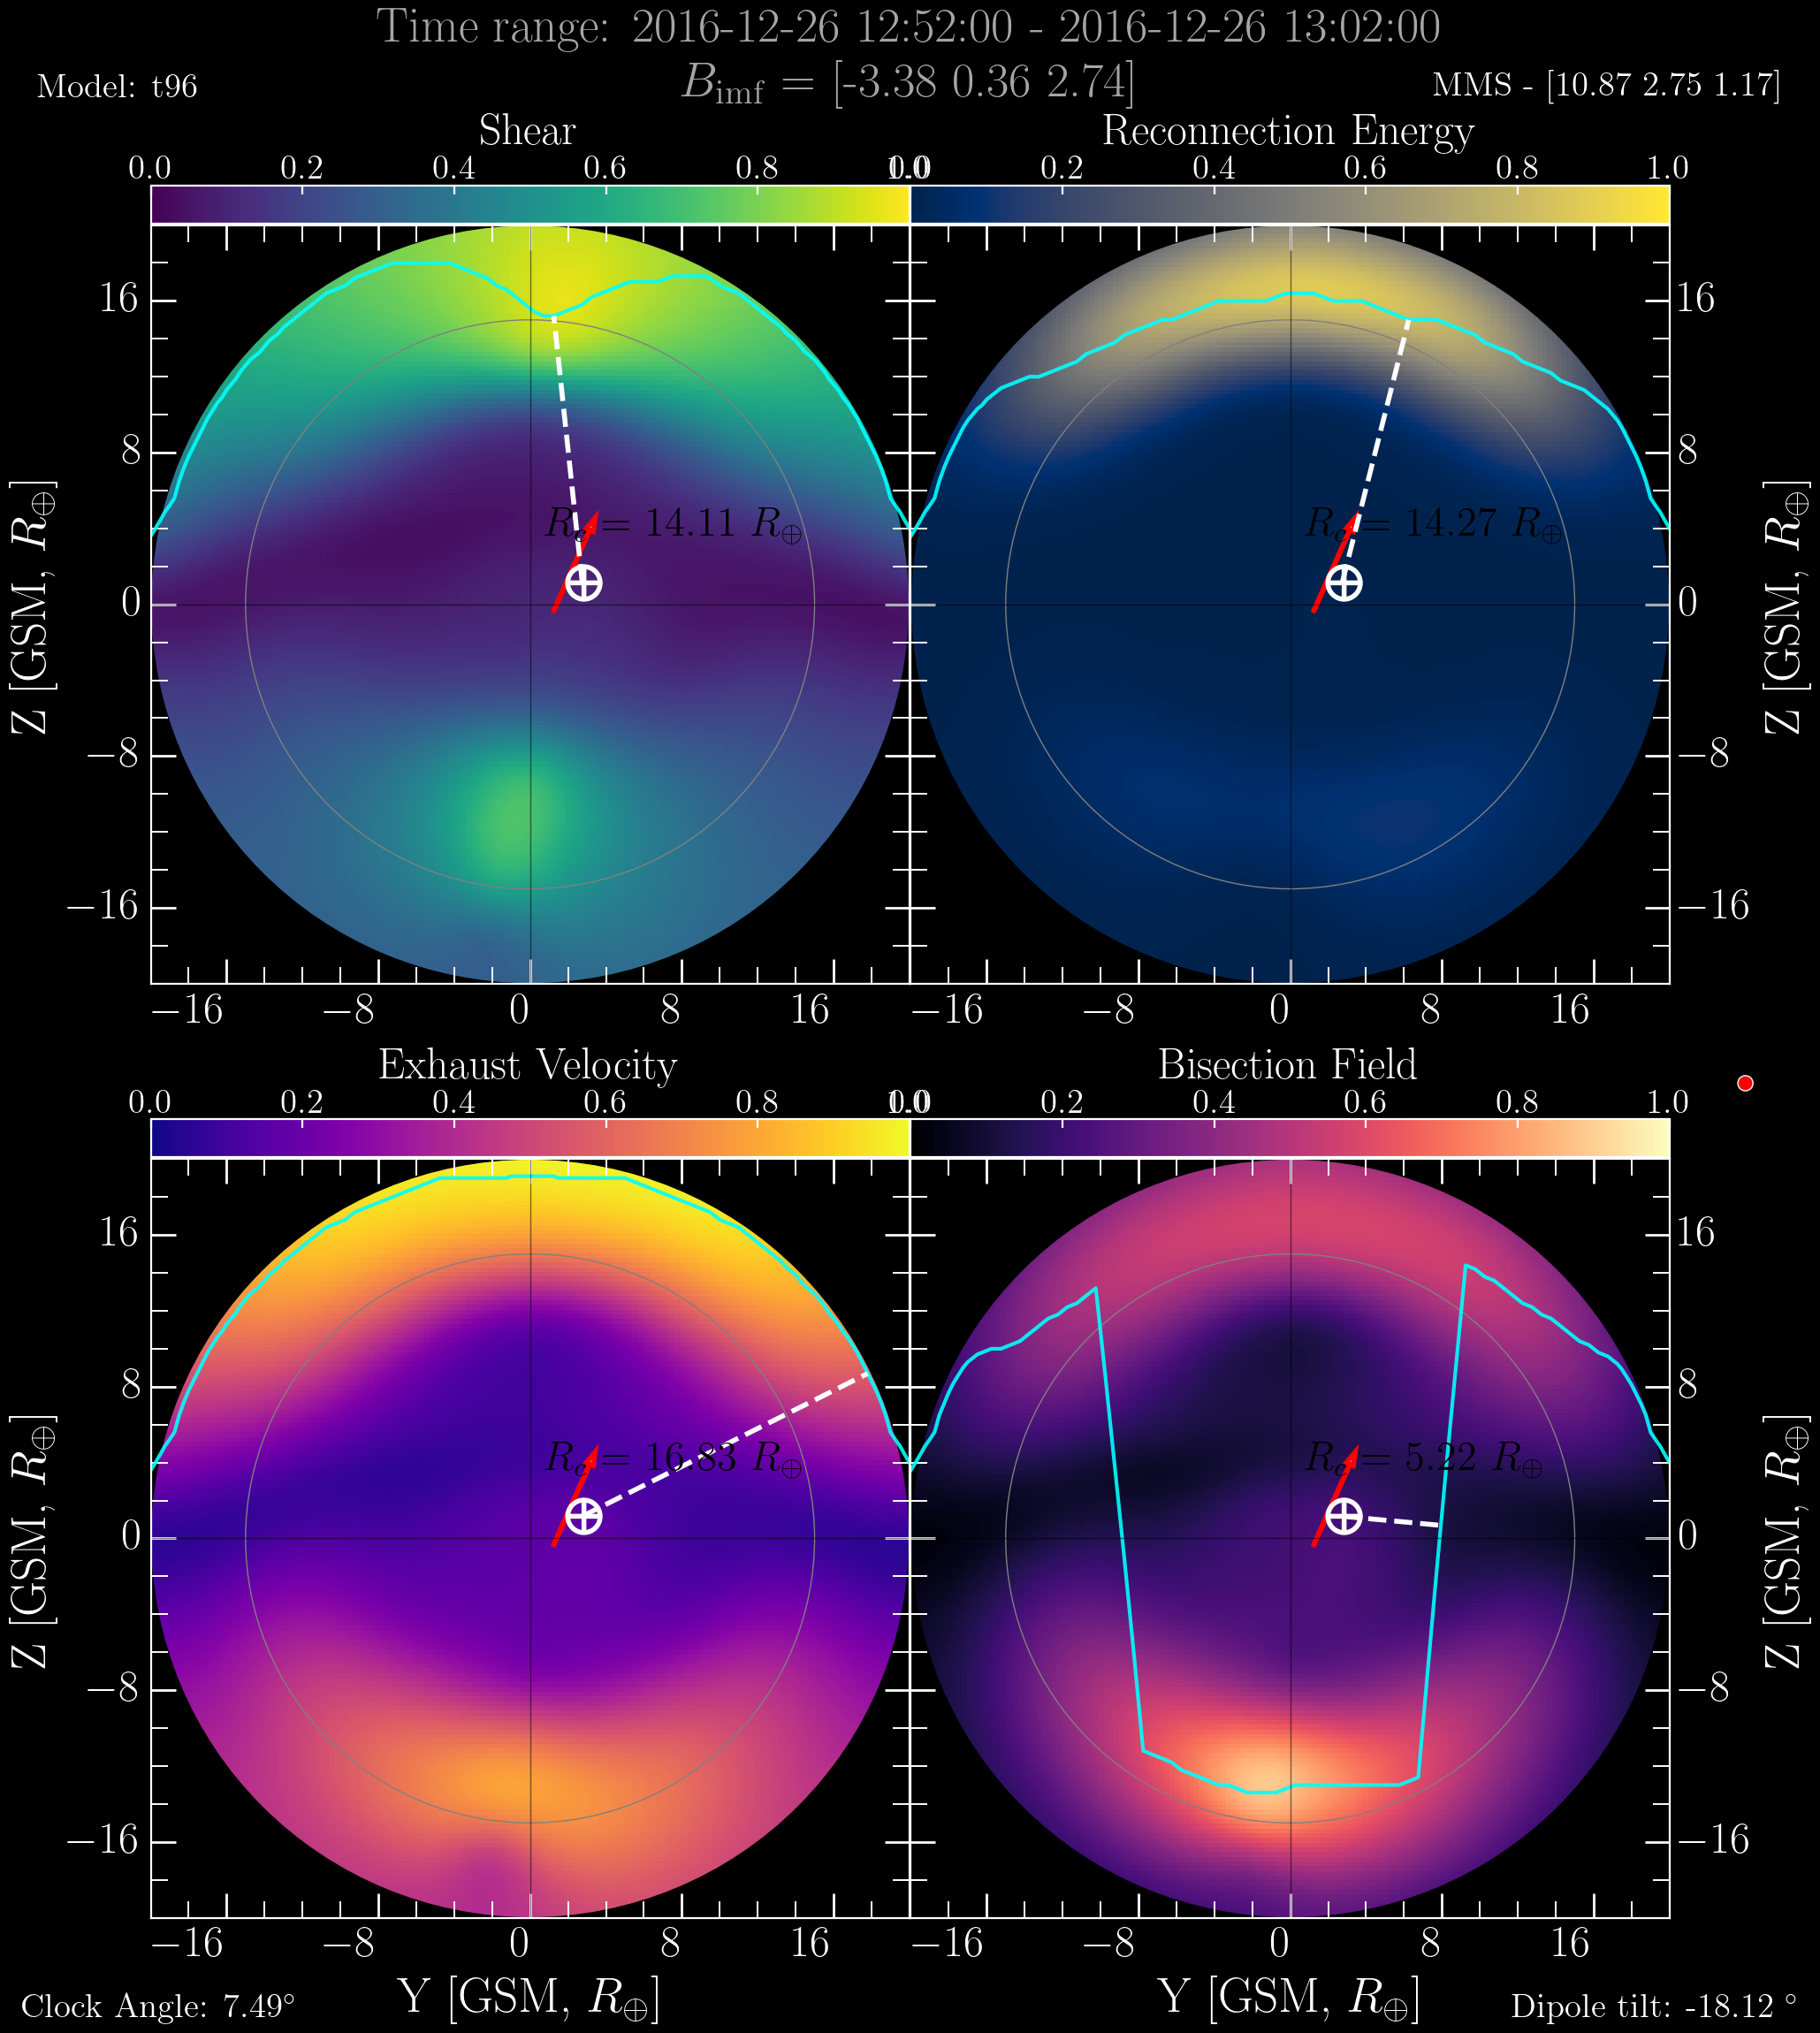 Time range: 2016-12-26 12:52:00 - 2016-12-26 13:02:00
Model: t96
B_imf = [-3.38 0.36 2.74]
MMS - [10.87 2.75 1.17]
Shear
Reconnection Energy
0.0 0.2 0.4 0.6 0.8 1.0
0.0 0.2 0.4 0.6 0.8 1.0
16 8 0 −8 −16
Z [GSM, R⊕]
R_c = 14.11 R⊕
R_c = 14.27 R⊕
16 8 0 −8 −16
Z [GSM, R⊕]
−16 −8 0 8 16
−16 −8 0 8 16
Exhaust Velocity
Bisection Field
0.0 0.2 0.4 0.6 0.8 1.0
0.0 0.2 0.4 0.6 0.8 1.0
16 8 0 −8 −16
Z [GSM, R⊕]
R_c = 16.83 R⊕
R_c = 5.22 R⊕
16 8 0 −8 −16
Z [GSM, R⊕]
−16 −8 0 8 16
−16 −8 0 8 16
Y [GSM, R⊕]
Y [GSM, R⊕]
Clock Angle: 7.49°
Dipole tilt: -18.12 °